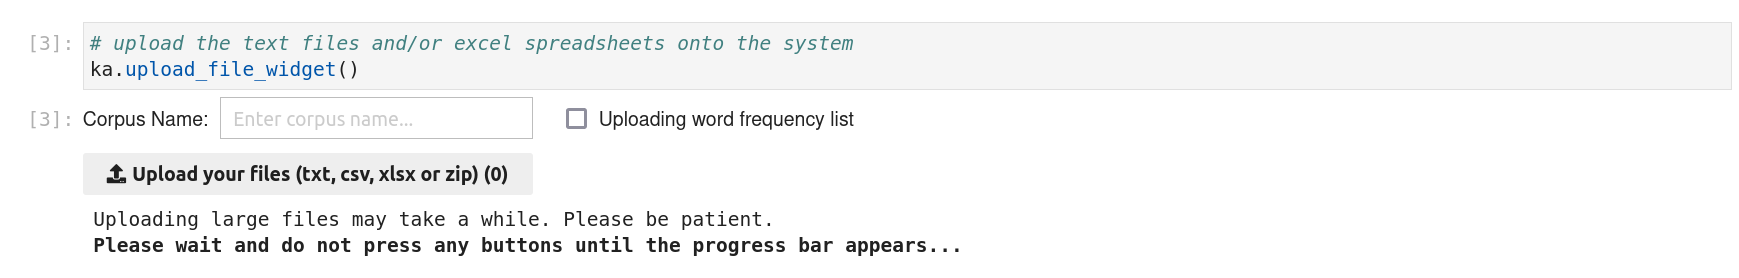 [3]: # upload the text files and/or excel spreadsheets onto the system
ka.upload_file_widget()
[3]: Corpus Name: Enter corpus name... Uploading word frequency list
Upload your files (txt, csv, xlsx or zip) (0)
Uploading large files may take a while. Please be patient.
Please wait and do not press any buttons until the progress bar appears...